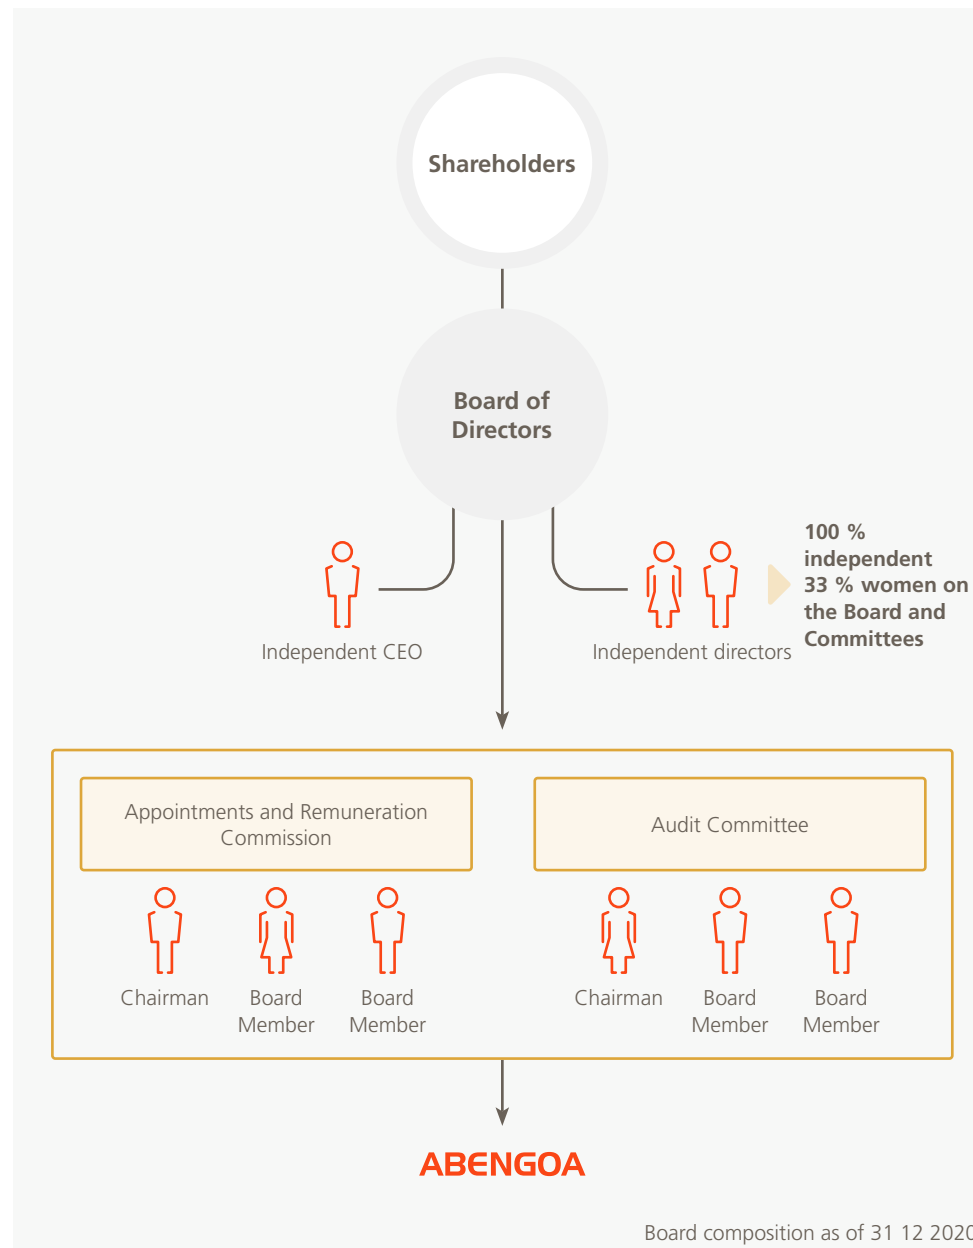 Shareholders
Board of
Directors
100 %
independent
33 % women on
the Board and
Committees
Independent CEO
Independent directors
Appointments and Remuneration
Commission
Audit Committee
Chairman
Board
Member
Board
Member
Chairman
Board
Member
Board
Member
ABENGOA
Board composition as of 31 12 2020